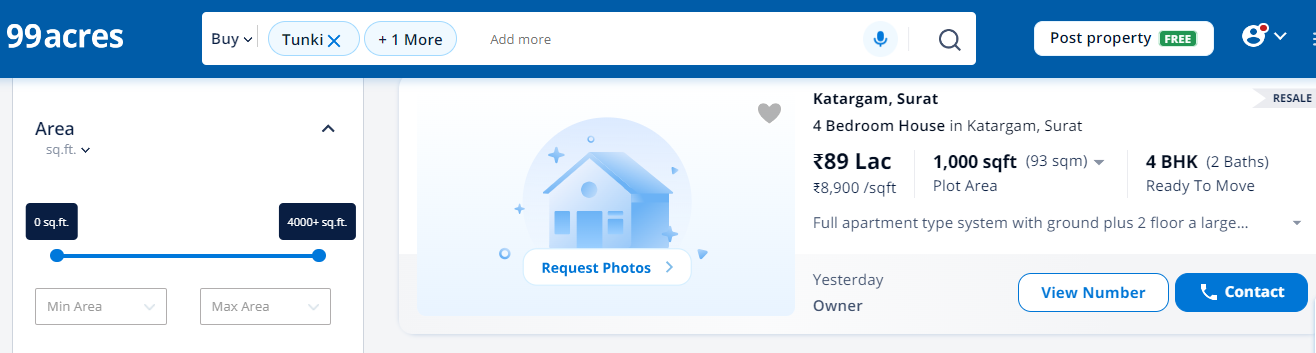 99acres
Buy Tunki + 1 More Add more
Post property FREE
Area
sq.ft.
0 sq.ft. 4000+ sq.ft.
Min Area Max Area
Request Photos
Katargam, Surat
RESALE
4 Bedroom House in Katargam, Surat
₹89 Lac 1,000 sqft (93 sqm) 4 BHK (2 Baths)
₹8,900 /sqft Plot Area Ready To Move
Full apartment type system with ground plus 2 floor a large...
Yesterday
Owner
View Number Contact